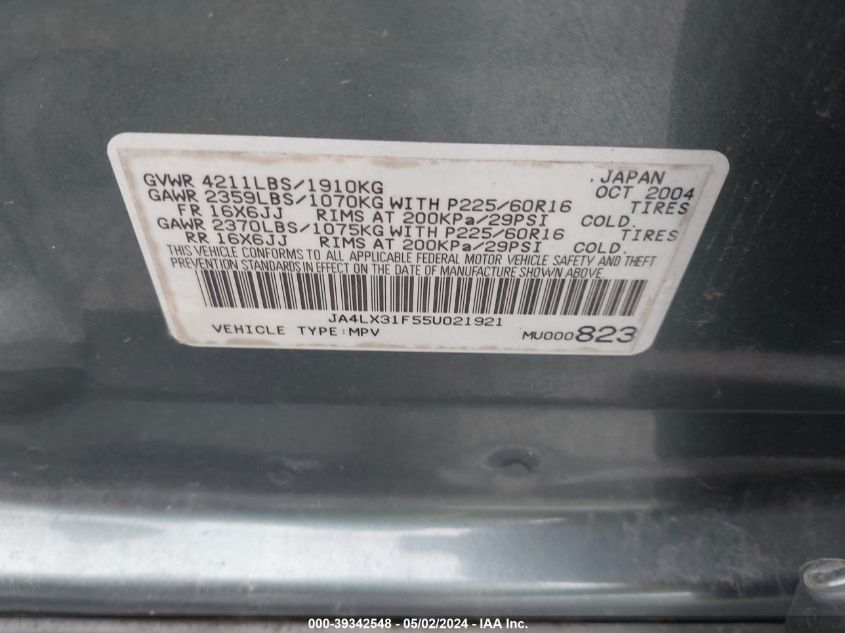 GVWR 4211LBS/1910KG .JAPAN OCT 2004
GAWR 2359LBS/1070KG WITH P225/60R16 TIRES
FR 16X6JJ RIMS AT 200KPa/29PSI COLD.
GAWR 2370LBS/1075KG WITH P225/60R16 TIRES
RR 16X6JJ RIMS AT 200KPa/29PSI COLD.
THIS VEHICLE CONFORMS TO ALL APPLICABLE FEDERAL MOTOR VEHICLE SAFETY AND THEFT
PREVENTION STANDARDS IN EFFECT ON THE DATE OF MANUFACTURE SHOWN ABOVE.
JA4LX31F55U021921
VEHICLE TYPE:MPV MU000823
000-39342548 — 05/02/2024 — IAA Inc.